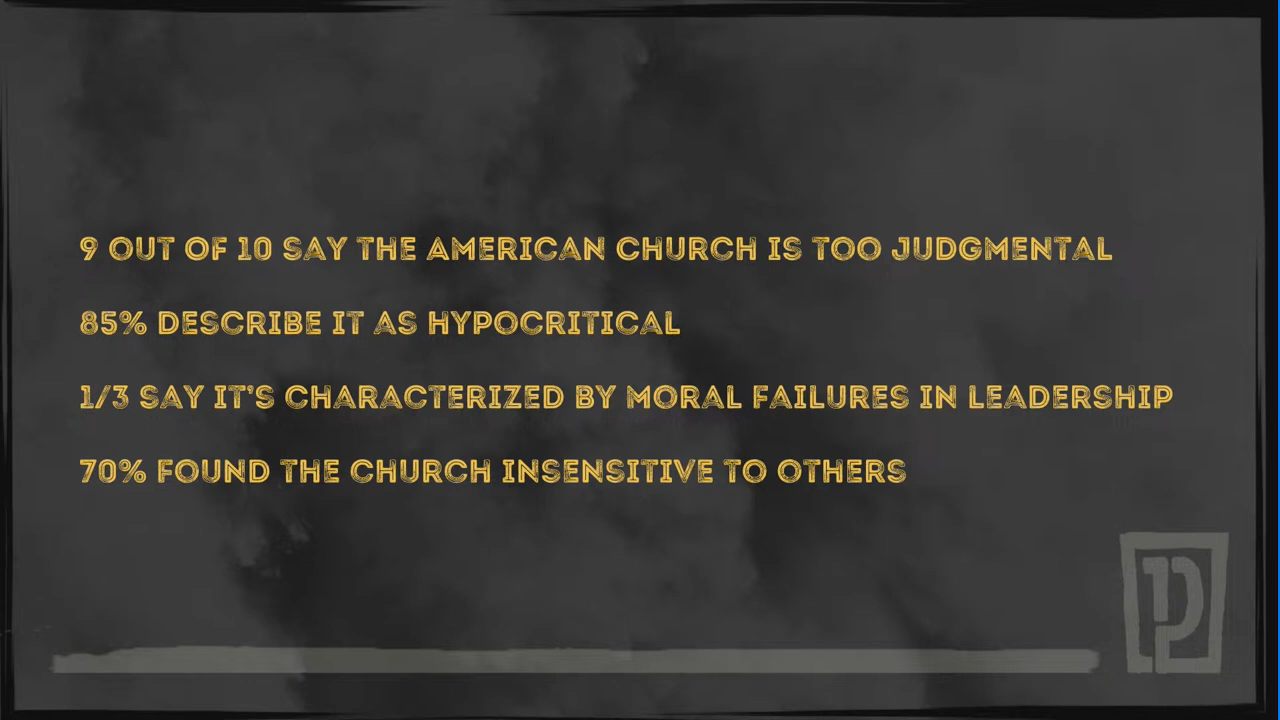 9 OUT OF 10 SAY THE AMERICAN CHURCH IS TOO JUDGMENTAL
85% DESCRIBE IT AS HYPOCRITICAL
1/3 SAY IT'S CHARACTERIZED BY MORAL FAILURES IN LEADERSHIP
70% FOUND THE CHURCH INSENSITIVE TO OTHERS
P